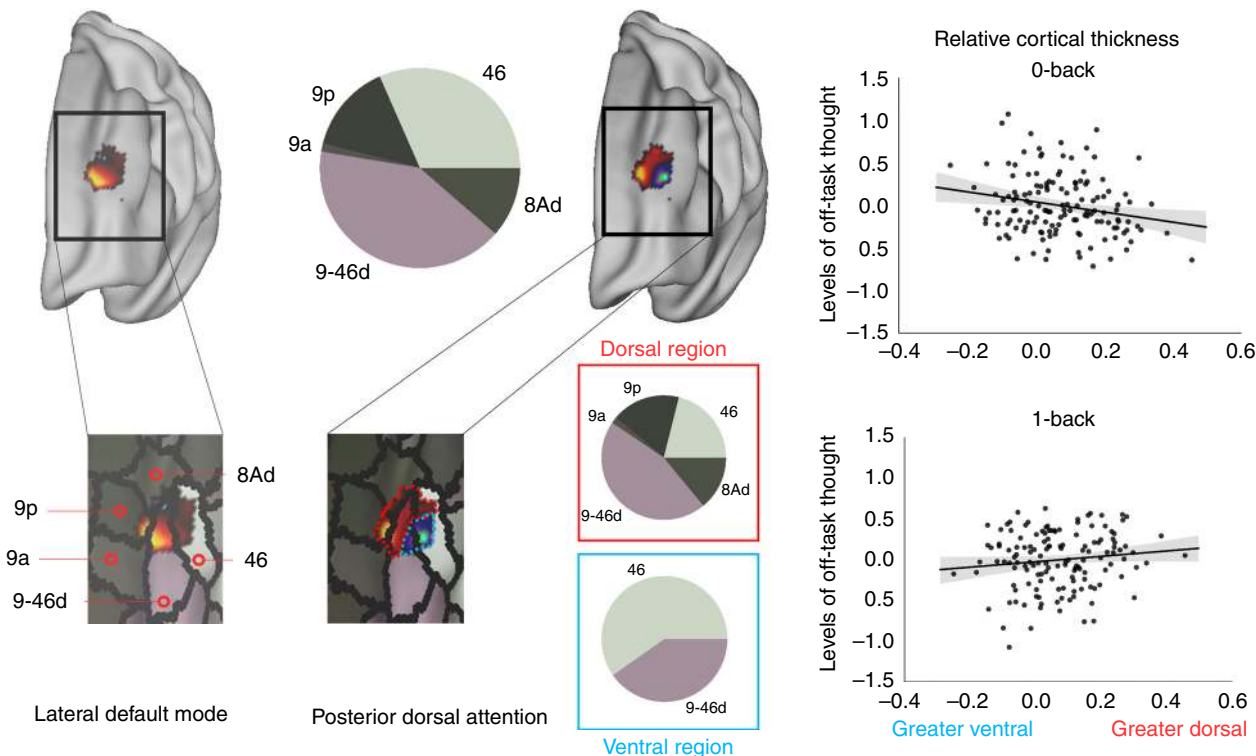 46
9p
9a
8Ad
9-46d
Dorsal region
9p
46
9a
8Ad
9-46d
8Ad
9p
9a
46
9-46d
46
9-46d
Lateral default mode
Posterior dorsal attention
Ventral region
Relative cortical thickness
0-back
Levels of off-task thought
1.5
1.0
0.5
0.0
0.5
–1.0
–1.5
–0.4
–0.2
0.0
0.2
0.4
0.6
1-back
Levels of off-task thought
1.5
1.0
0.5
0.0
0.5
–1.0
–1.5
–0.4
–0.2
0.0
0.2
0.4
0.6
Greater ventral
Greater dorsal